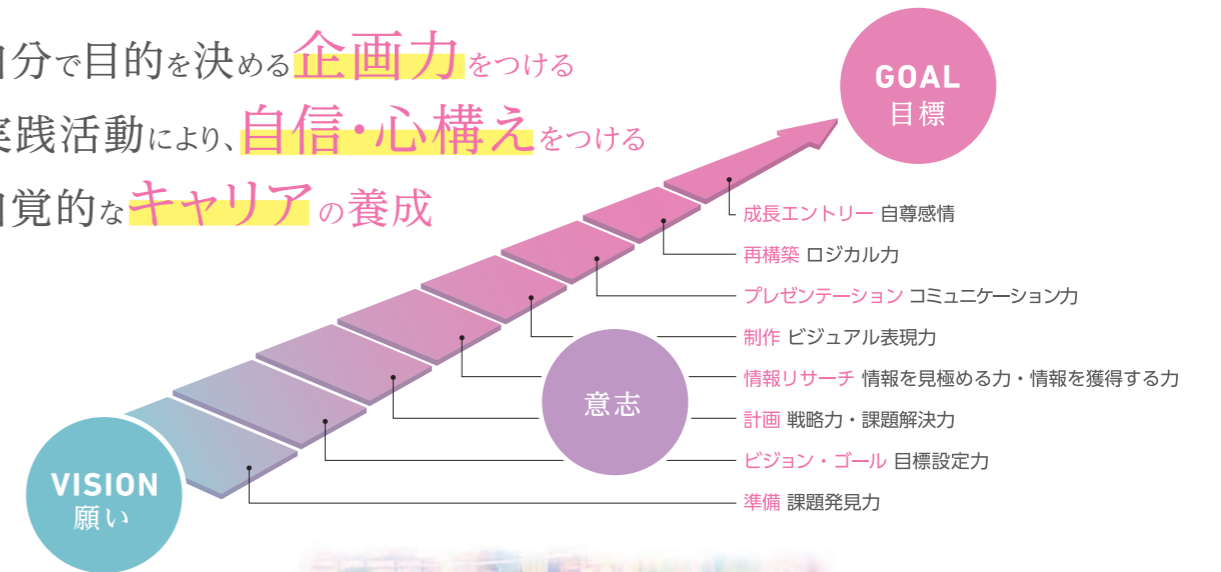 分で目的を決める企画力をつける
践活動により、自信・心構えをつける
覚的なキャリアの養成
GOAL
目標
成長エントリー 自尊感情
再構築 ロジカル力
プレゼンテーション コミュニケーション力
制作 ビジュアル表現力
情報リサーチ 情報を見極める力・情報を獲得する力
計画 戦略力・課題解決力
ビジョン・ゴール 目標設定力
準備 課題発見力
意志
VISION
願い